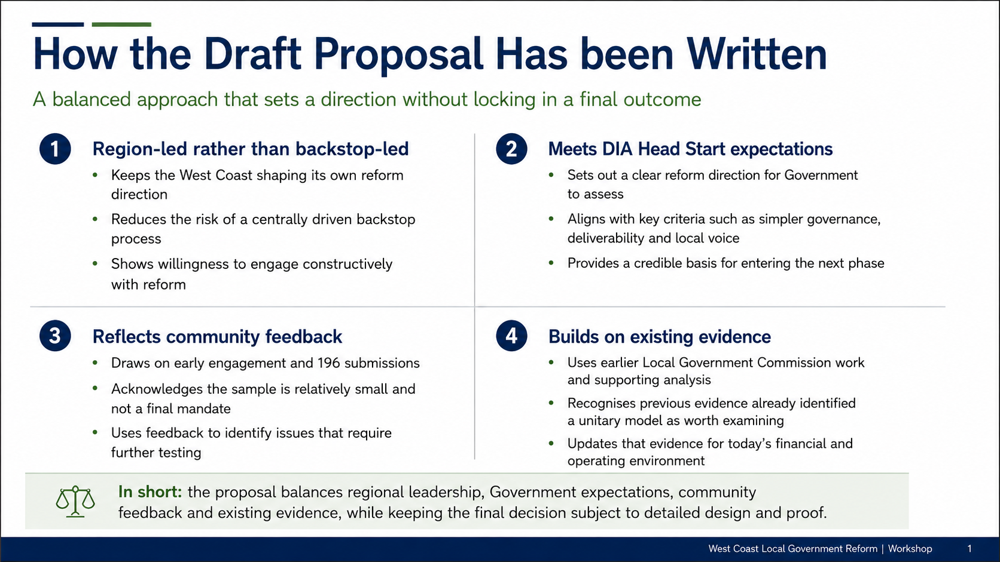 How the Draft Proposal Has been Written
A balanced approach that sets a direction without locking in a final outcome
1
Region-led rather than backstop-led
• Keeps the West Coast shaping its own reform
direction
• Reduces the risk of a centrally driven backstop
process
• Shows willingness to engage constructively
with reform
2
Meets DIA Head Start expectations
• Sets out a clear reform direction for Government
to assess
• Aligns with key criteria such as simpler governance,
deliverability and local voice
• Provides a credible basis for entering the next phase
3
Reflects community feedback
• Draws on early engagement and 196 submissions
• Acknowledges the sample is relatively small and
not a final mandate
• Uses feedback to identify issues that require
further testing
4
Builds on existing evidence
• Uses earlier Local Government Commission work
and supporting analysis
• Recognises previous evidence already identified
a unitary model as worth examining
• Updates that evidence for today’s financial and
operating environment
In short: the proposal balances regional leadership, Government expectations, community
feedback and existing evidence, while keeping the final decision subject to detailed design and proof.
West Coast Local Government Reform | Workshop 1